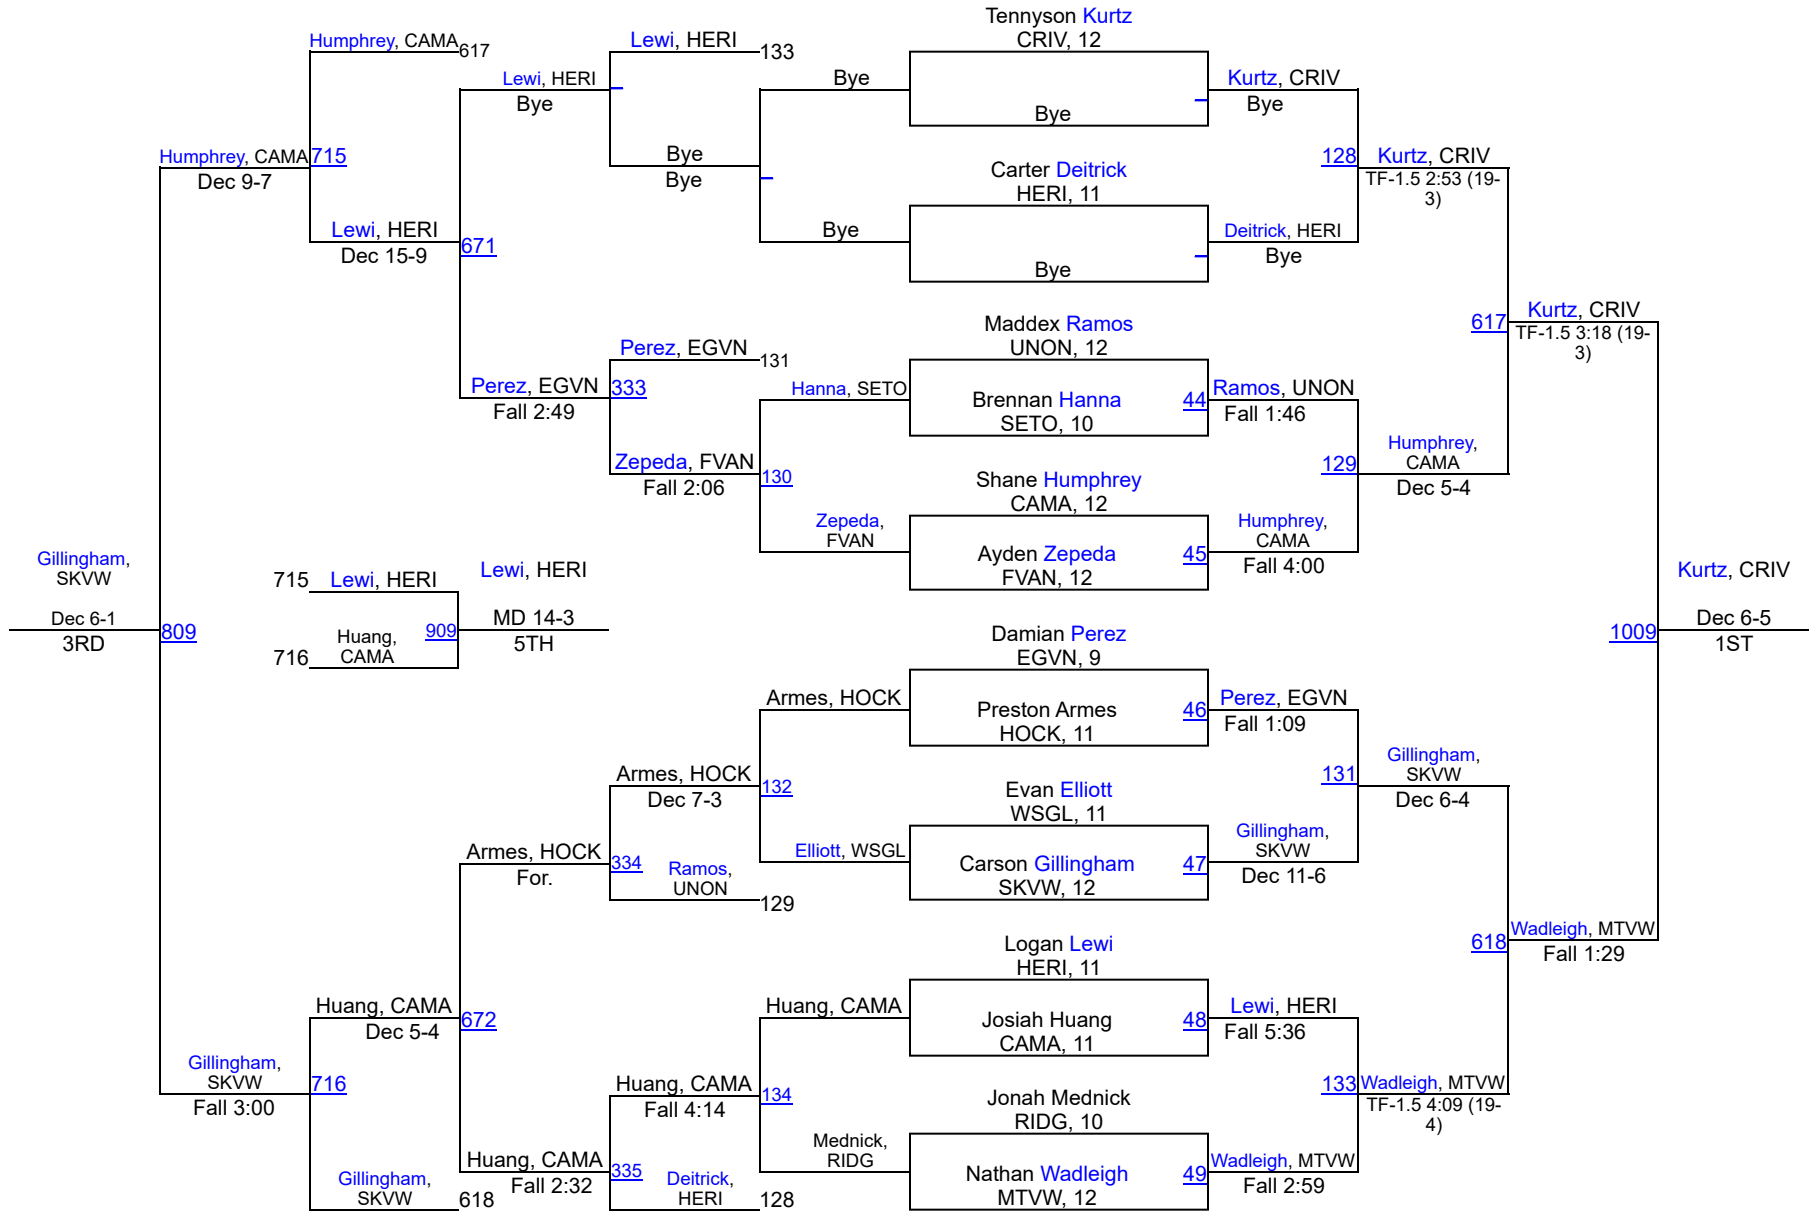 Tennyson Kurtz
CRIV, 12
Bye
Carter Deitrick
HERI, 11
Bye
Maddex Ramos
UNON, 12
Brennan Hanna
SETO, 10
44
Shane Humphrey
CAMA, 12
Ayden Zepeda
FVAN, 12
45
Damian Perez
EGVN, 9
Preston Armes
HOCK, 11
46
Evan Elliott
WSGL, 11
Carson Gillingham
SKVW, 12
47
Logan Lewi
HERI, 11
Josiah Huang
CAMA, 11
48
Jonah Mednick
RIDG, 10
Nathan Wadleigh
MTVW, 12
49
Kurtz, CRIV
Bye
Deitrick, HERI
Bye
Ramos, UNON
Fall 1:46
Humphrey,
CAMA
Fall 4:00
Perez, EGVN
Fall 1:09
Gillingham,
SKVW
Dec 11-6
Lewi, HERI
Fall 5:36
Wadleigh, MTVW
Fall 2:59
128
Kurtz, CRIV
TF-1.5 2:53 (19-
3)
129
Humphrey,
CAMA
Dec 5-4
131
Gillingham,
SKVW
Dec 6-4
133
Wadleigh, MTVW
TF-1.5 4:09 (19-
4)
617
Kurtz, CRIV
TF-1.5 3:18 (19-
3)
618
Wadleigh, MTVW
Fall 1:29
1009
Kurtz, CRIV
Dec 6-5
1ST
Bye
Bye
Hanna, SETO
Zepeda,
FVAN
Armes, HOCK
Elliott, WSGL
Huang, CAMA
Mednick,
RIDG
Lewi, HERI
133
Bye
Bye
Perez, EGVN
131
Zepeda, FVAN
Fall 2:06
130
Armes, HOCK
Dec 7-3
132
Ramos,
UNON
129
Huang, CAMA
Fall 4:14
134
Deitrick,
HERI
128
Lewi, HERI
Bye
Perez, EGVN
Fall 2:49
333
Armes, HOCK
For.
334
Huang, CAMA
Fall 2:32
335
Humphrey, CAMA
617
Lewi, HERI
Dec 15-9
671
Huang, CAMA
Dec 5-4
672
Gillingham,
SKVW
618
Humphrey, CAMA
Dec 9-7
715
Gillingham,
SKVW
Fall 3:00
716
Gillingham,
SKVW
Dec 6-1
3RD
809
715
Lewi, HERI
716
Huang,
CAMA
909
Lewi, HERI
MD 14-3
5TH